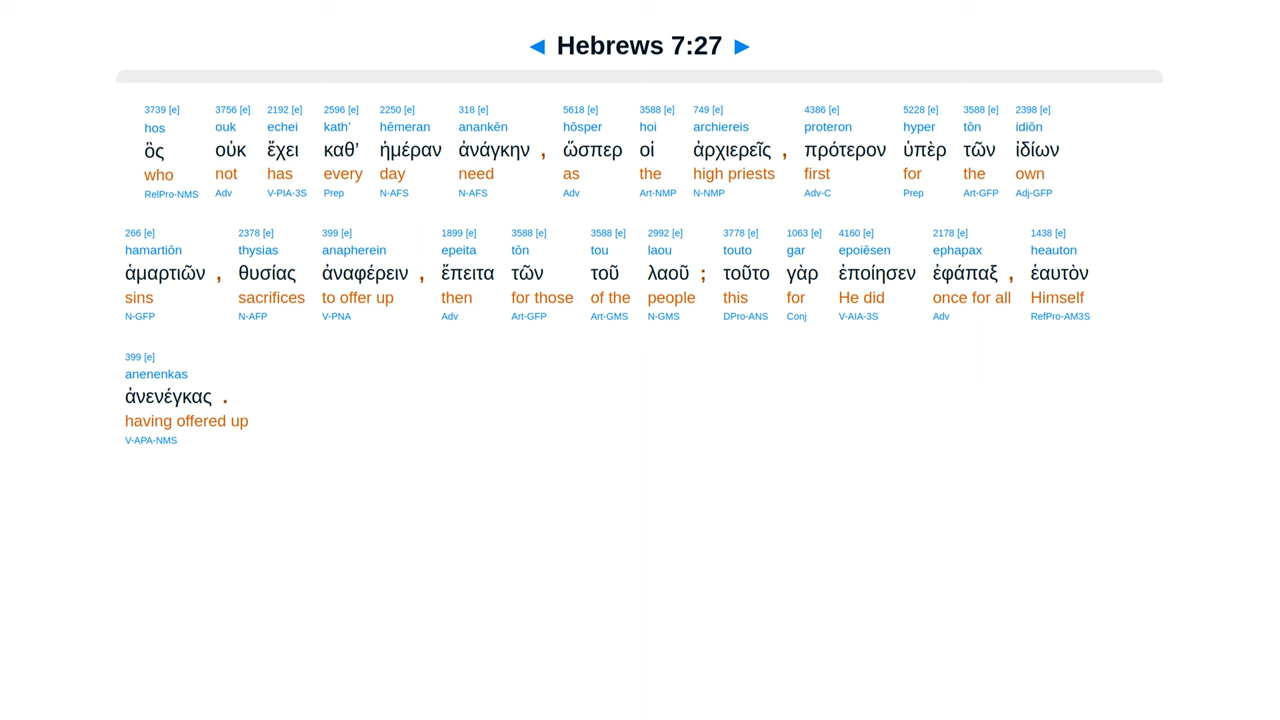 ◄ Hebrews 7:27 ►
3739 [e] 3756 [e] 2192 [e] 2596 [e] 2250 [e] 318 [e] 5618 [e] 3588 [e] 749 [e] 4386 [e] 5228 [e] 3588 [e] 2398 [e]
hos ouk echei kath’ hēmeran anankēn hōsper hoi archiereis proteron hyper tōn idiōn
ὃς οὐκ ἔχει καθ’ ἡμέραν ἀνάγκην , ὥσπερ οἱ ἀρχιερεῖς , πρότερον ὑπὲρ τῶν ἰδίων
who not has every day need as the high priests first for the own
RelPro-NMS Adv V-PIA-3S Prep N-AFS N-AFS Adv Art-NMP N-NMP Adv-C Prep Art-GFP Adj-GFP
266 [e] 2378 [e] 399 [e] 1899 [e] 3588 [e] 3588 [e] 2992 [e] 3778 [e] 1063 [e] 4160 [e] 2178 [e] 1438 [e]
hamartiōn thysias anapherein epeita tōn tou laou touto gar epoiēsen ephapax heauton
ἁμαρτιῶν , θυσίας ἀναφέρειν , ἔπειτα τῶν τοῦ λαοῦ ; τοῦτο γὰρ ἐποίησεν ἐφάπαξ , ἑαυτὸν
sins sacrifices to offer up then for those of the people this for He did once for all Himself
N-GFP N-AFP V-PNA Adv Art-GFP Art-GMS N-GMS DPro-ANS Conj V-AIA-3S Adv RefPro-AM3S
399 [e]
anenenkas
ἀνενέγκας .
having offered up
V-APA-NMS